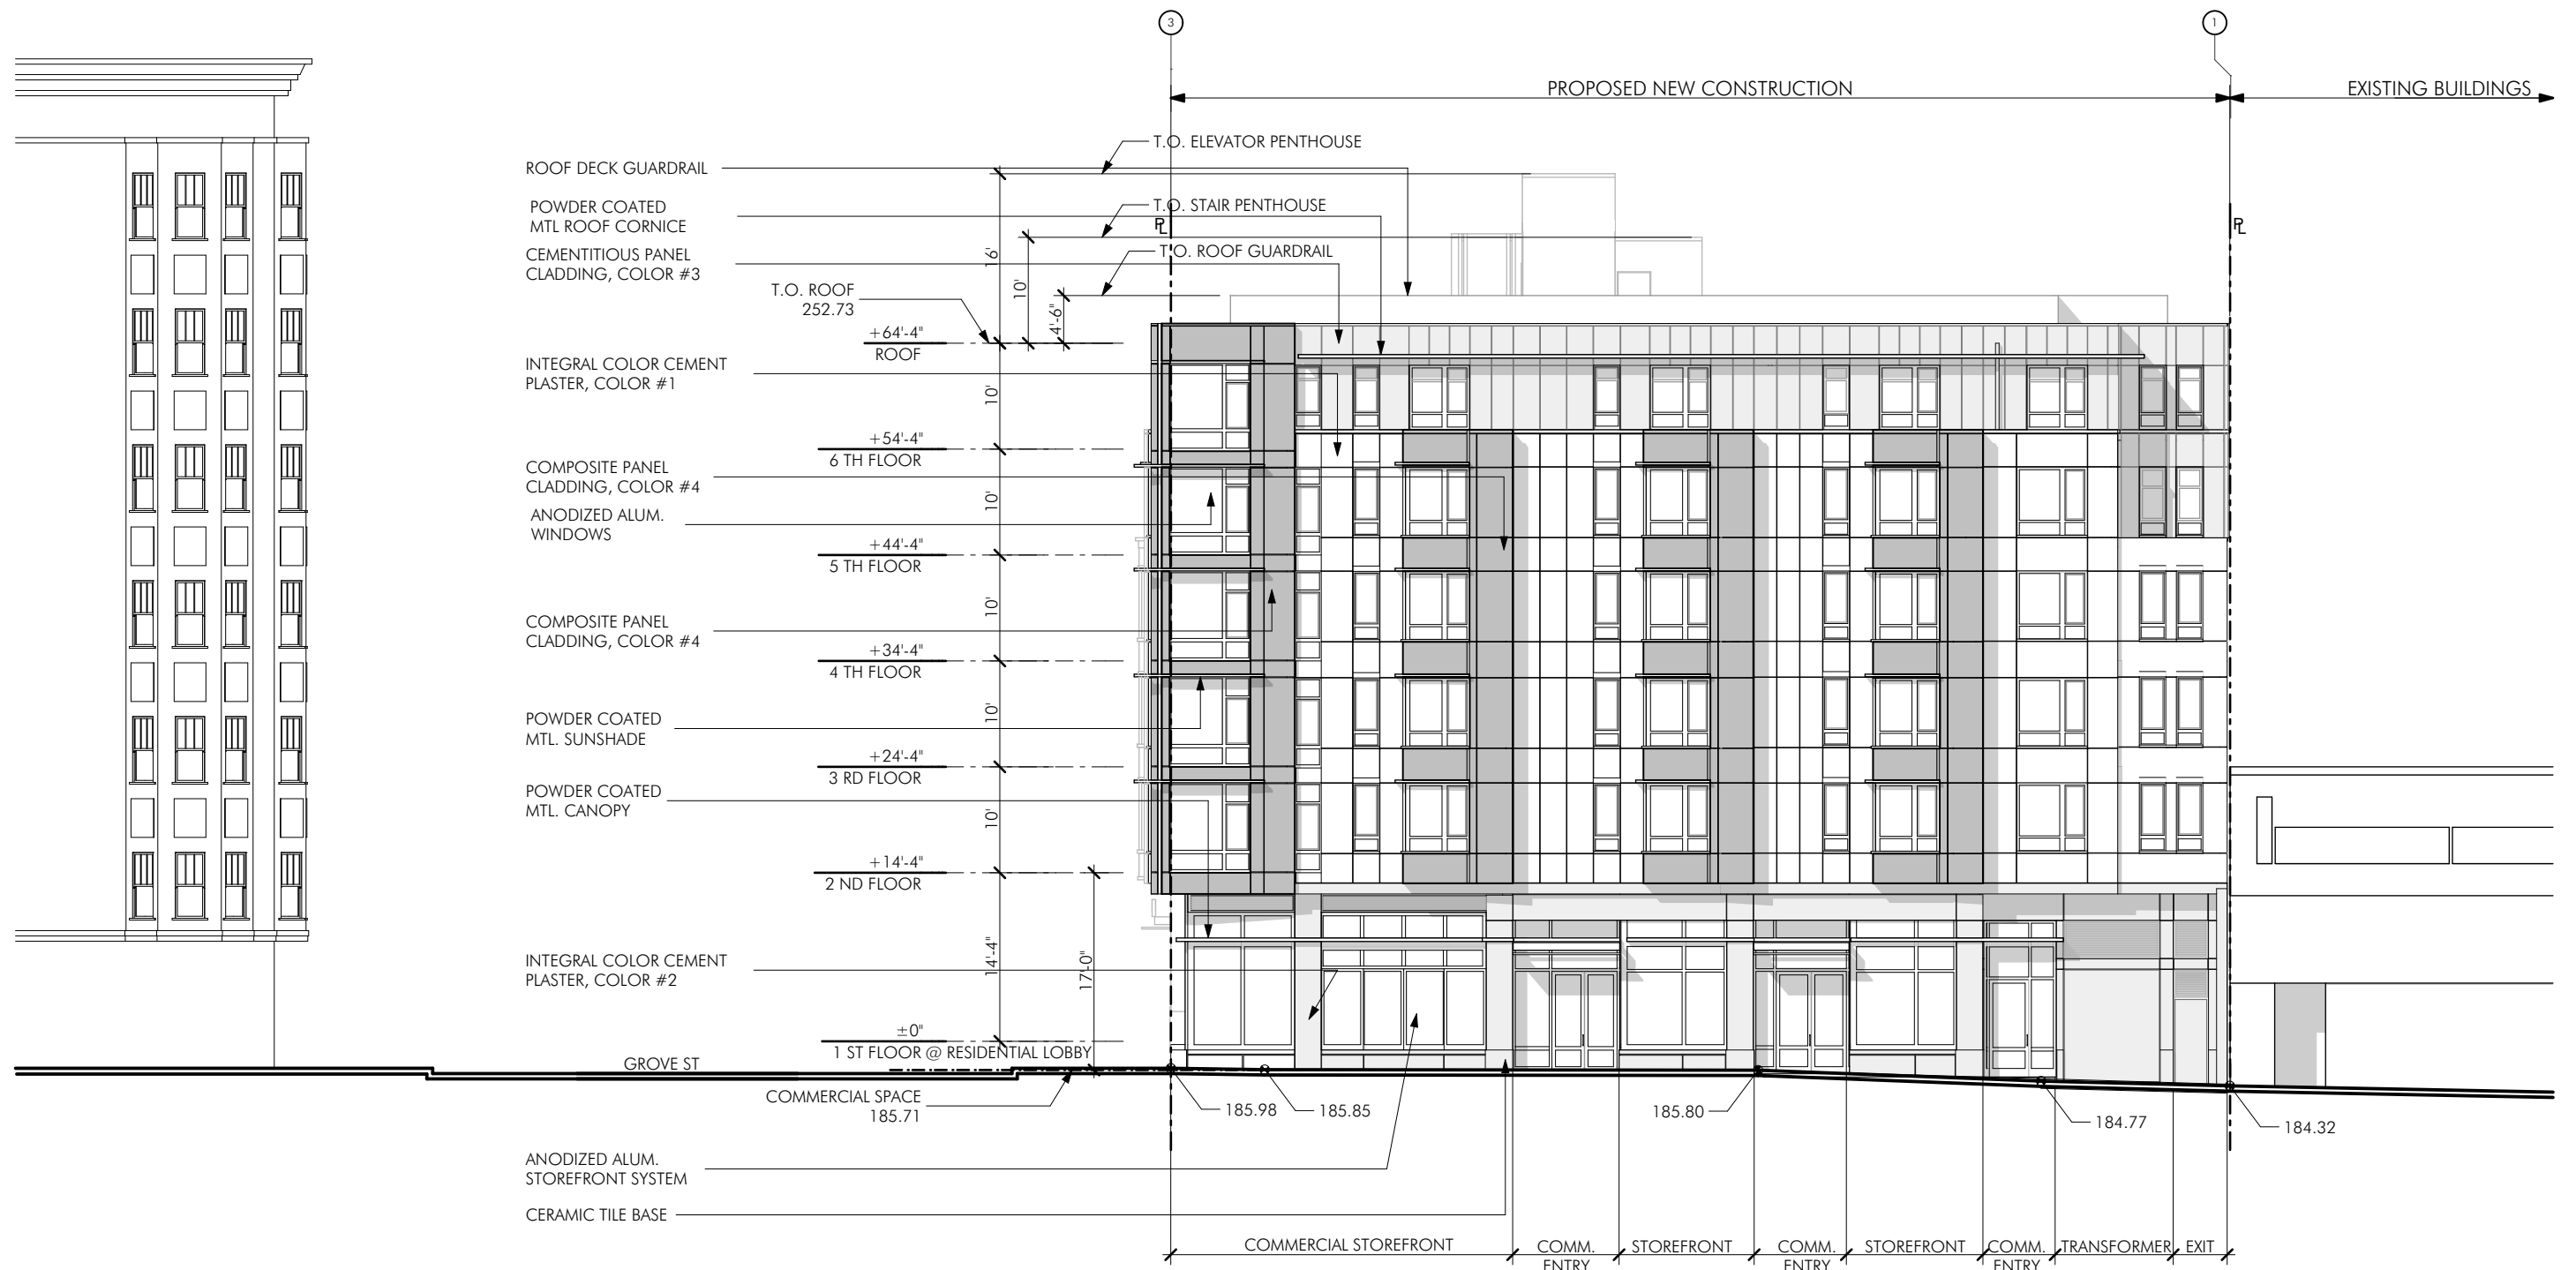 3
1
PROPOSED NEW CONSTRUCTION
EXISTING BUILDINGS
T.O. ELEVATOR PENTHOUSE
ROOF DECK GUARDRAIL
POWDER COATED
MTL ROOF CORNICE
T.O. STAIR PENTHOUSE
PL
PL
CEMENTITIOUS PANEL
CLADDING, COLOR #3
T.O. ROOF GUARDRAIL
16'
10'
4'-6"
T.O. ROOF
252.73
+64'-4"
ROOF
INTEGRAL COLOR CEMENT
PLASTER, COLOR #1
10'
+54'-4"
6 TH FLOOR
COMPOSITE PANEL
CLADDING, COLOR #4
10'
ANODIZED ALUM.
WINDOWS
+44'-4"
5 TH FLOOR
10'
COMPOSITE PANEL
CLADDING, COLOR #4
+34'-4"
4 TH FLOOR
10'
POWDER COATED
MTL. SUNSHADE
+24'-4"
3 RD FLOOR
POWDER COATED
MTL. CANOPY
10'
+14'-4"
2 ND FLOOR
14'-4"
17'-0"
INTEGRAL COLOR CEMENT
PLASTER, COLOR #2
±0"
1 ST FLOOR @ RESIDENTIAL LOBBY
GROVE ST
COMMERCIAL SPACE
185.71
185.98
185.85
185.80
184.77
184.32
ANODIZED ALUM.
STOREFRONT SYSTEM
CERAMIC TILE BASE
COMMERCIAL STOREFRONT
COMM.
ENTRY
STOREFRONT
COMM.
ENTRY
STOREFRONT
COMM.
ENTRY
TRANSFORMER
EXIT